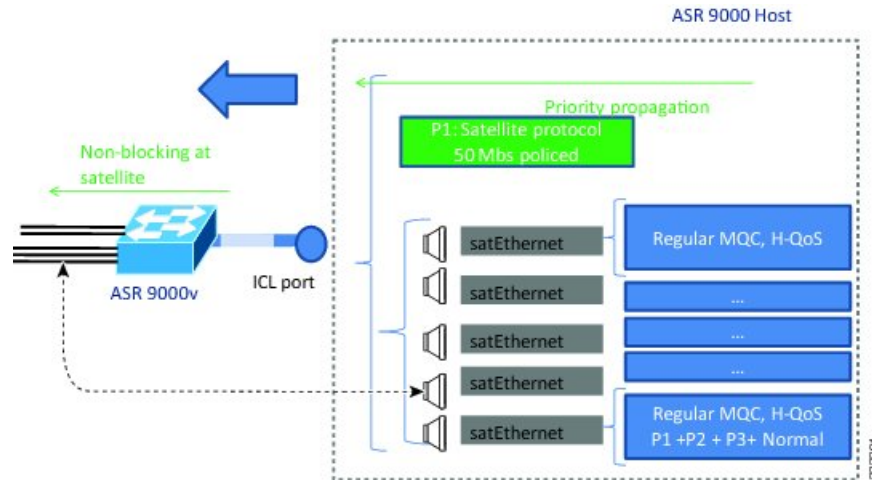 ASR 9000 Host
Priority propagation
P1: Satellite protocol
50 Mbs policed
Non-blocking at
satellite
satEthernet
Regular MQC, H-QoS
ICL port
ASR 9000v
satEthernet
...
satEthernet
...
satEthernet
...
satEthernet
Regular MQC, H-QoS
P1 +P2 + P3+ Normal